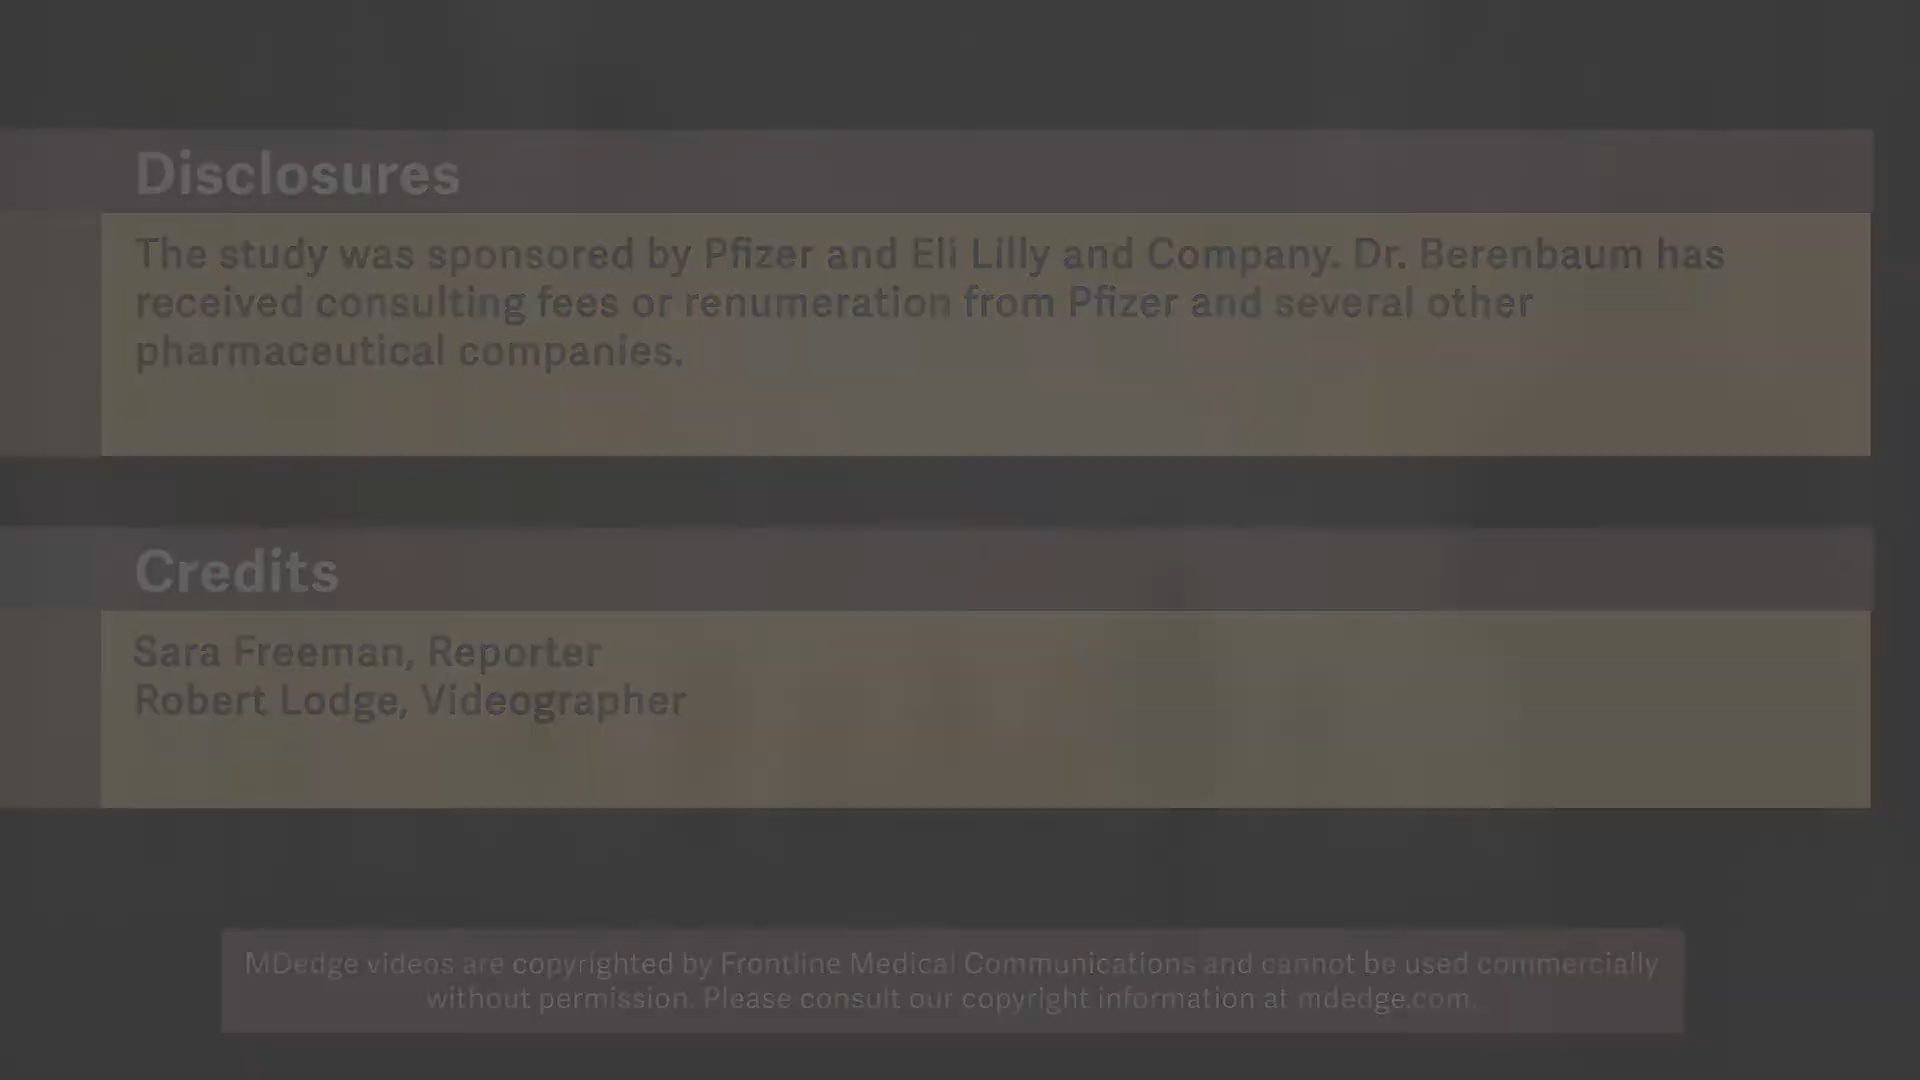 Disclosures
The study was sponsored by Pfizer and Eli Lilly and Company. Dr. Berenbaum has
received consulting fees or renumeration from Pfizer and several other
pharmaceutical companies.
Credits
Sara Freeman, Reporter
Robert Lodge, Videographer
MDedge videos are copyrighted by Frontline Medical Communications and cannot be used commercially
without permission. Please consult our copyright information at mdedge.com.